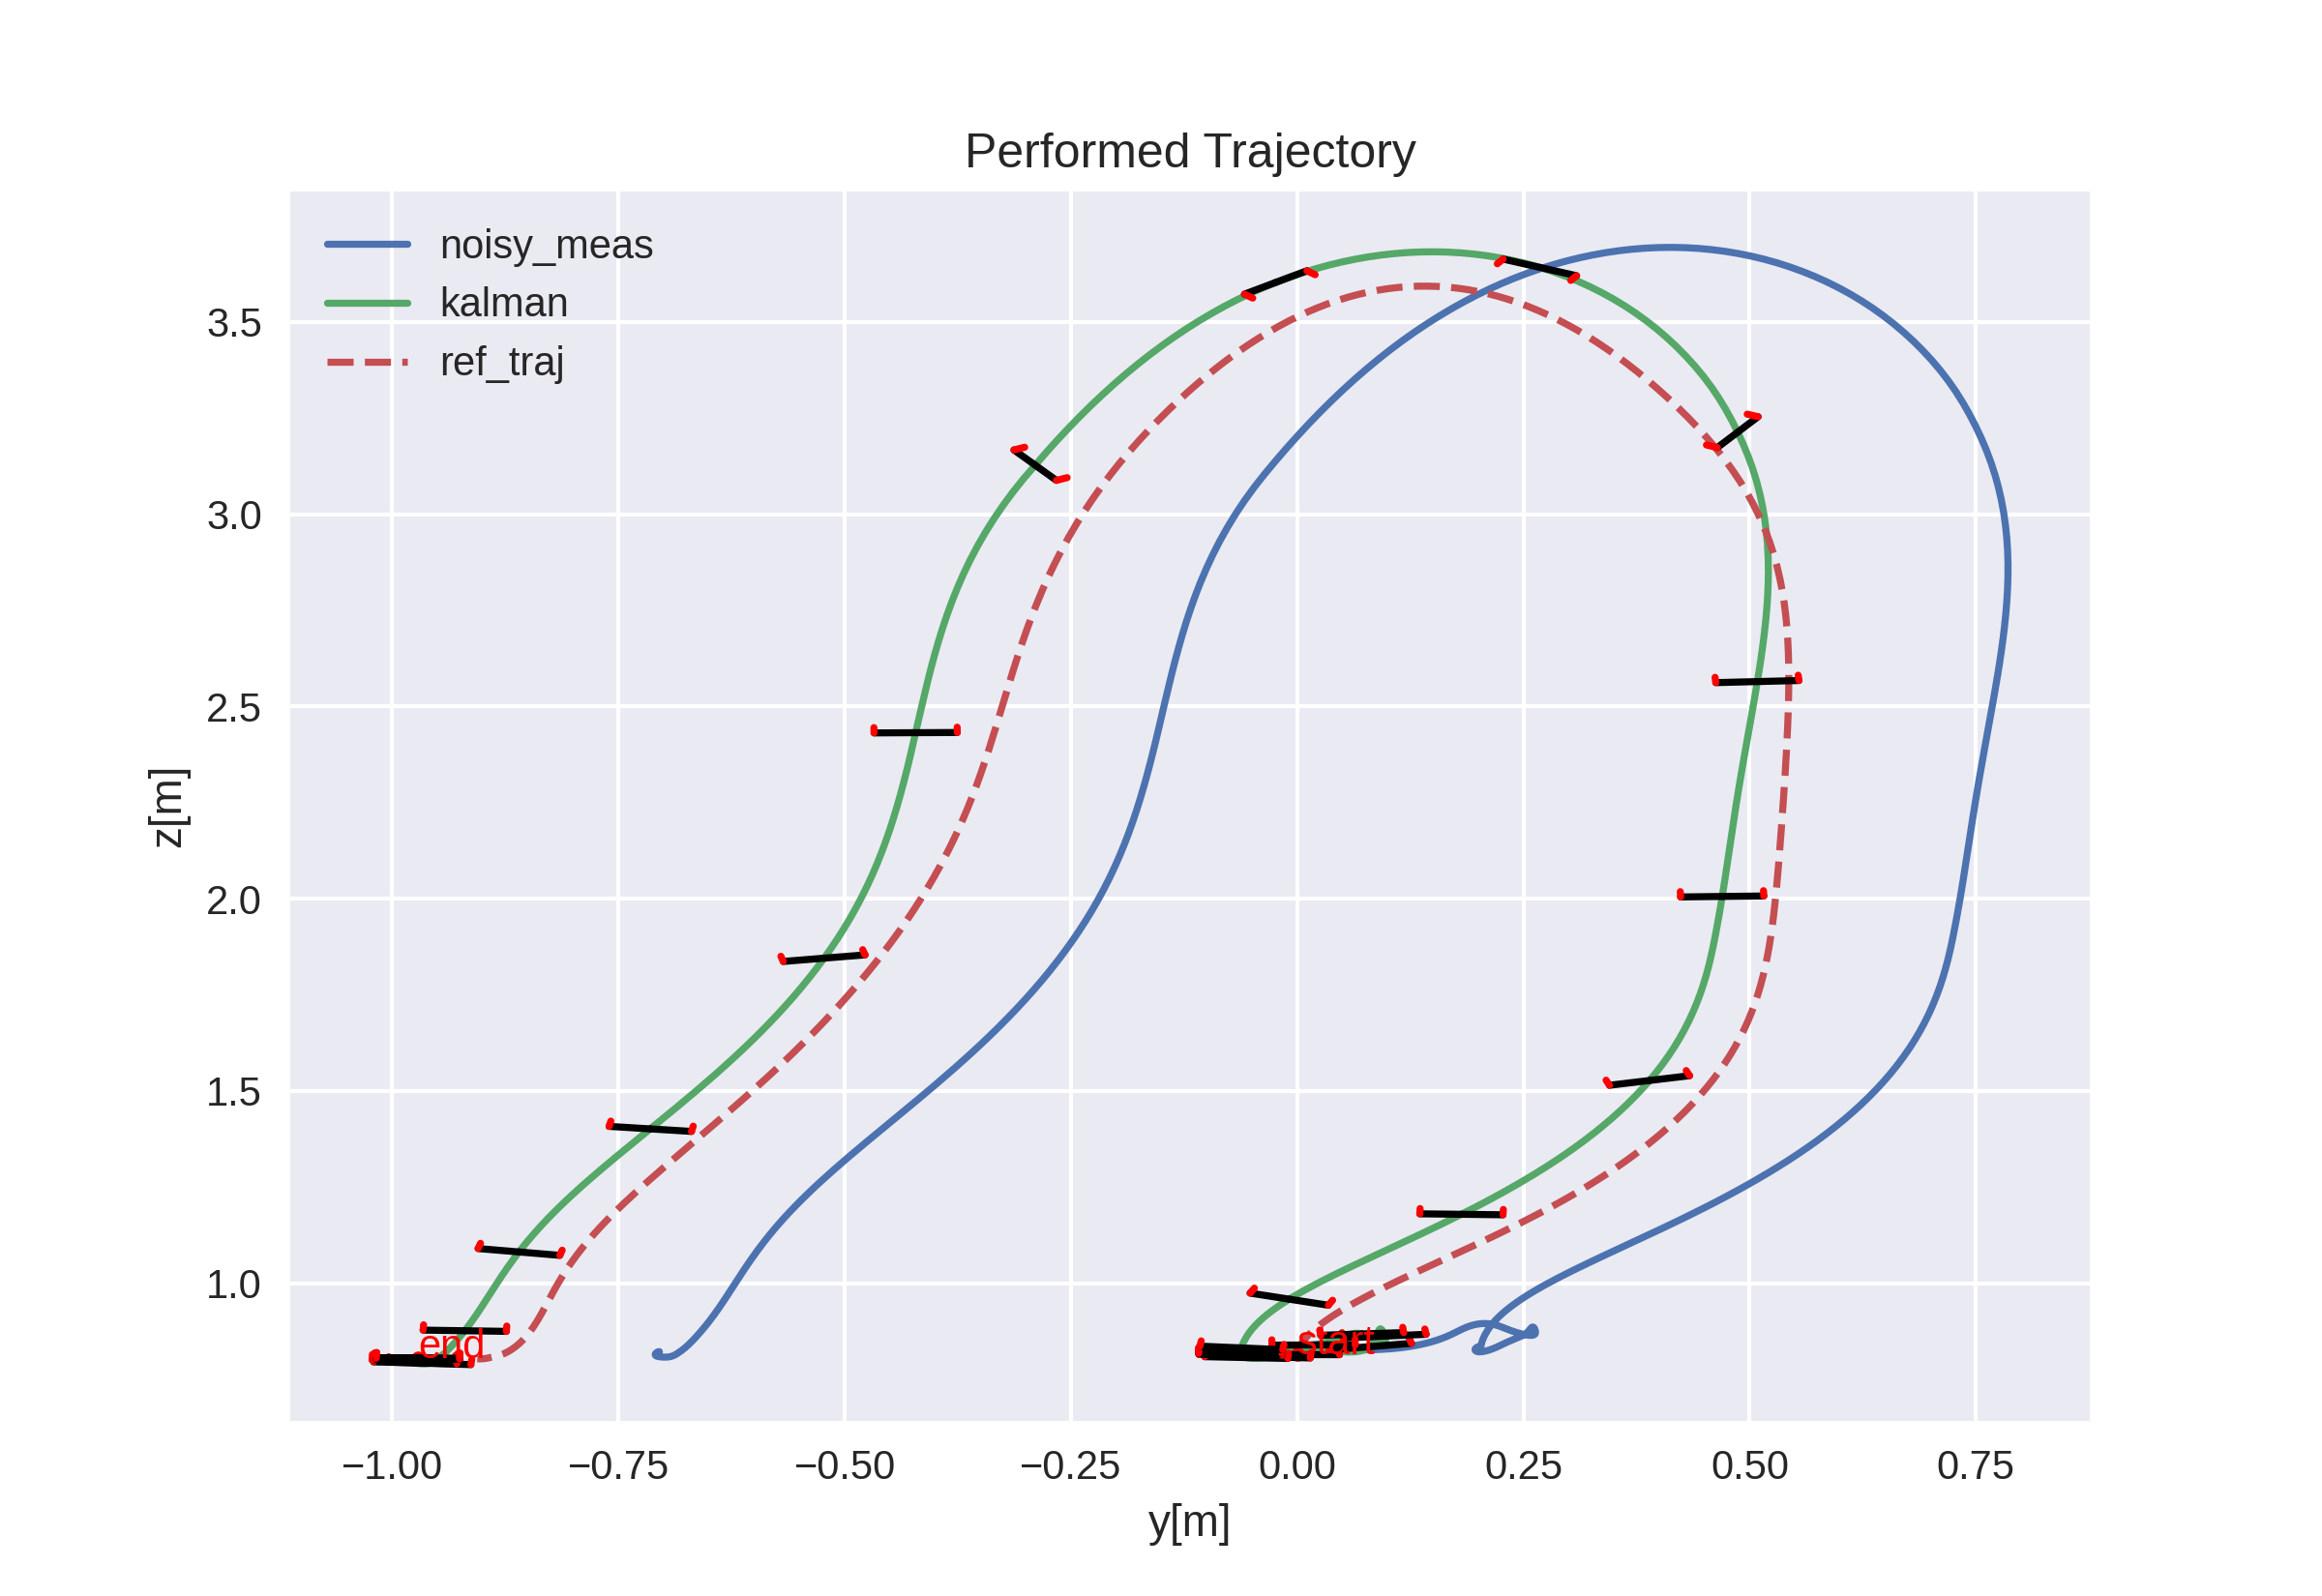 Performed Trajectory
noisy_meas
kalman
ref_traj
3.5
3.0
2.5
2.0
1.5
1.0
z[m]
end
start
−1.00 −0.75 −0.50 −0.25 0.00 0.25 0.50 0.75
y[m]